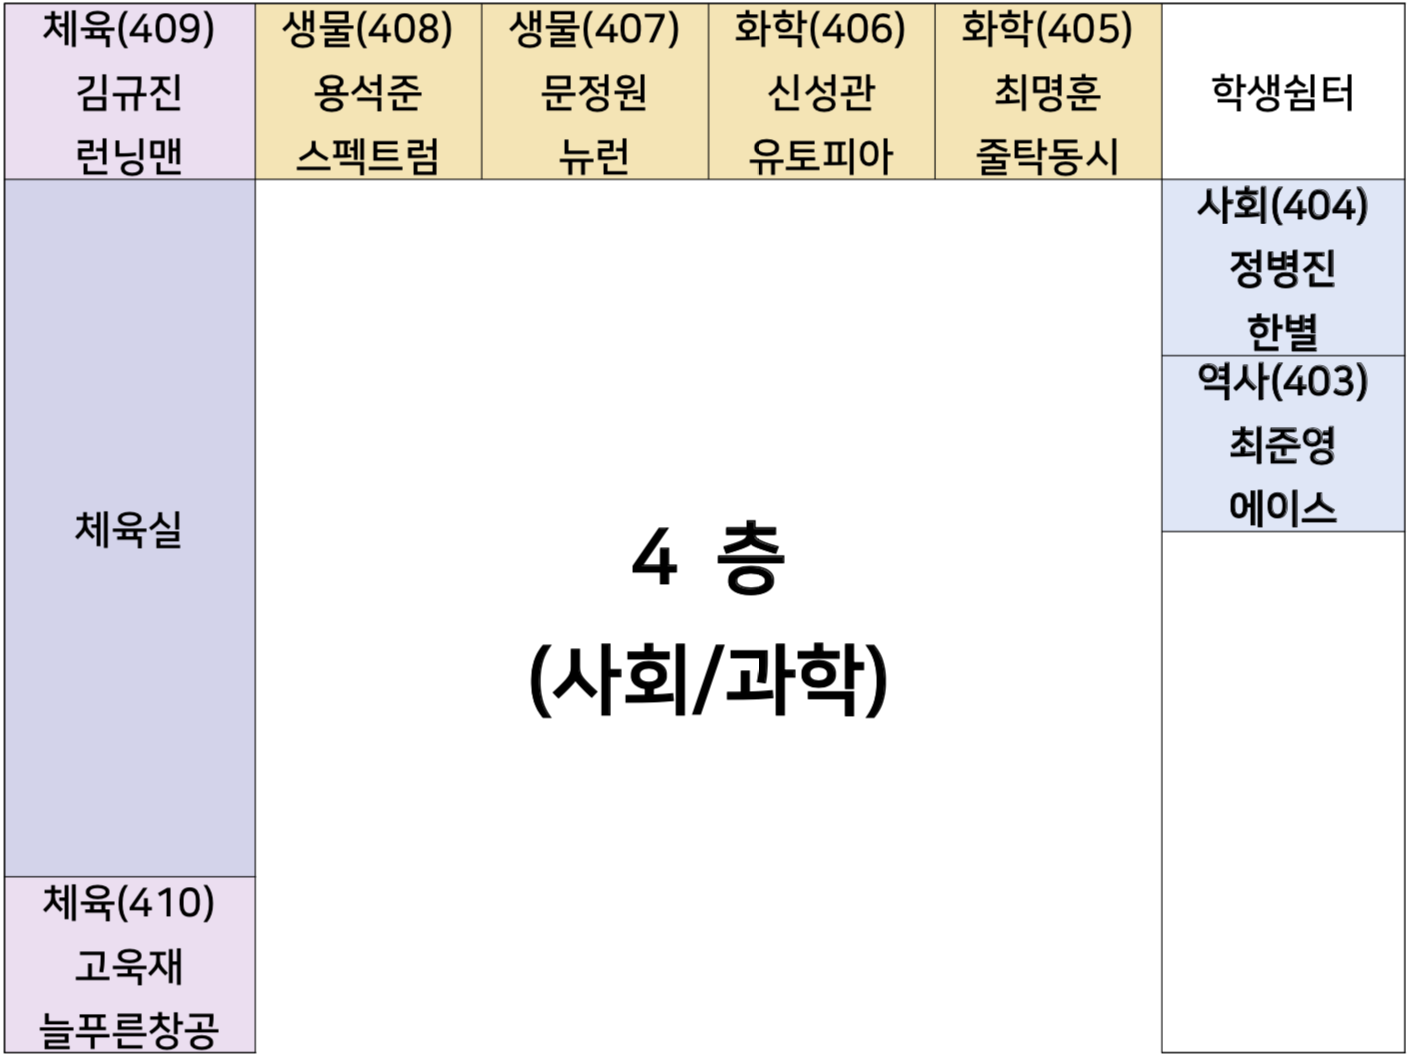 체육(409)
김규진
런닝맨
생물(408)
용석준
스펙트럼
생물(407)
문정원
뉴런
화학(406)
신성관
유토피아
화학(405)
최명훈
줄탁동시
학생쉼터
사회(404)
정병진
한별
역사(403)
최준영
에이스
체육실
4 층
(사회/과학)
체육(410)
고욱재
늘푸른창공